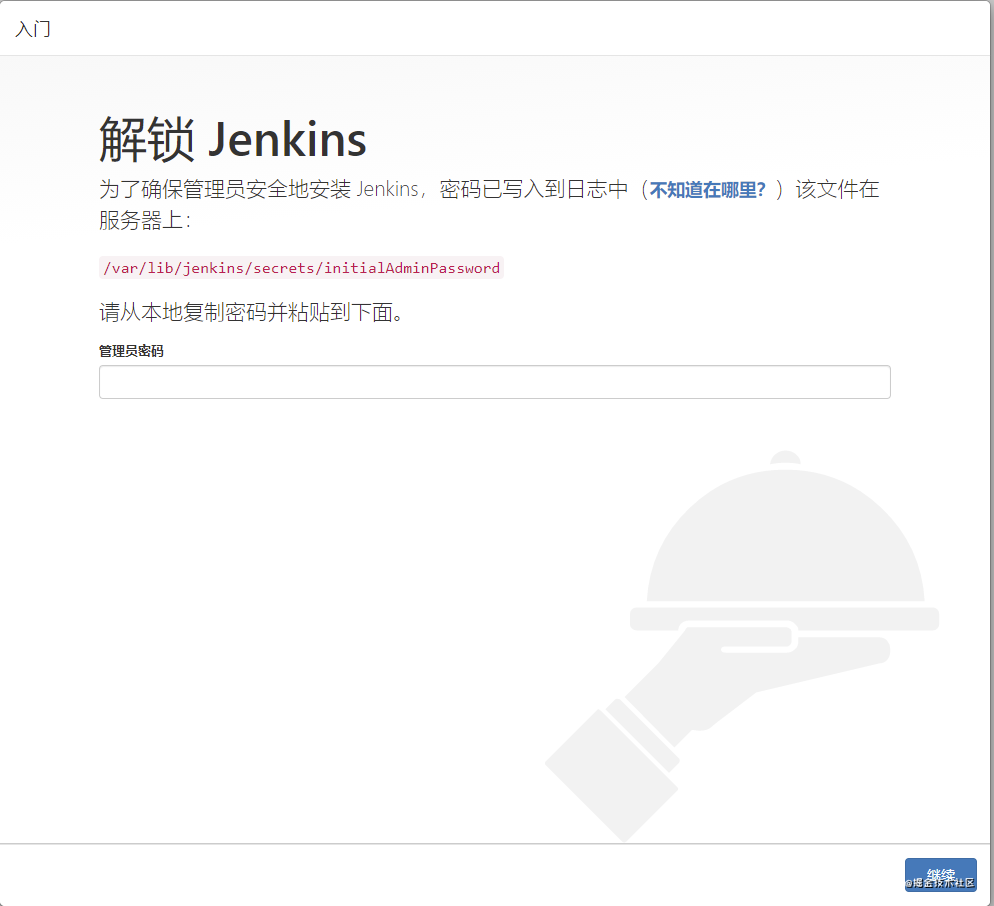 入门
解锁 Jenkins
为了确保管理员安全地安装 Jenkins，密码已写入到日志中（不知道在哪里？）该文件在
服务器上：
/var/lib/jenkins/secrets/initialAdminPassword
请从本地复制密码并粘贴到下面。
管理员密码
继续
@掘金技术社区